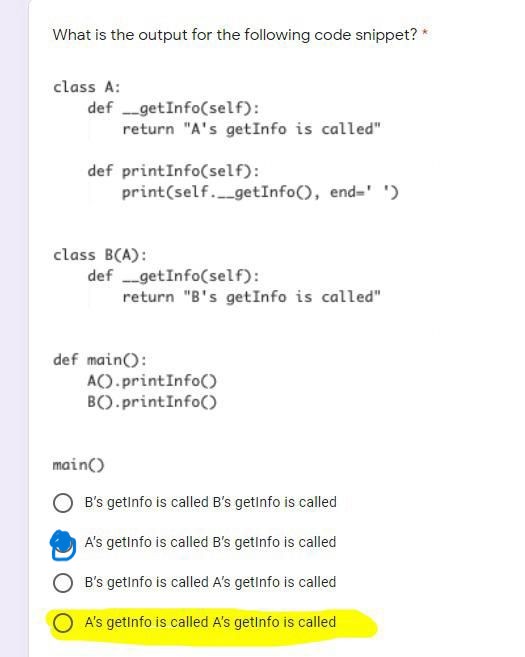 What is the output for the following code snippet? *
class A:
    def __getInfo(self):
        return "A's getInfo is called"
    def printInfo(self):
        print(self.__getInfo(), end=' ')
class B(A):
    def __getInfo(self):
        return "B's getInfo is called"
def main():
    A().printInfo()
    B().printInfo()
main()
B's getInfo is called B's getInfo is called
A's getInfo is called B's getInfo is called
B's getInfo is called A's getInfo is called
A's getInfo is called A's getInfo is called